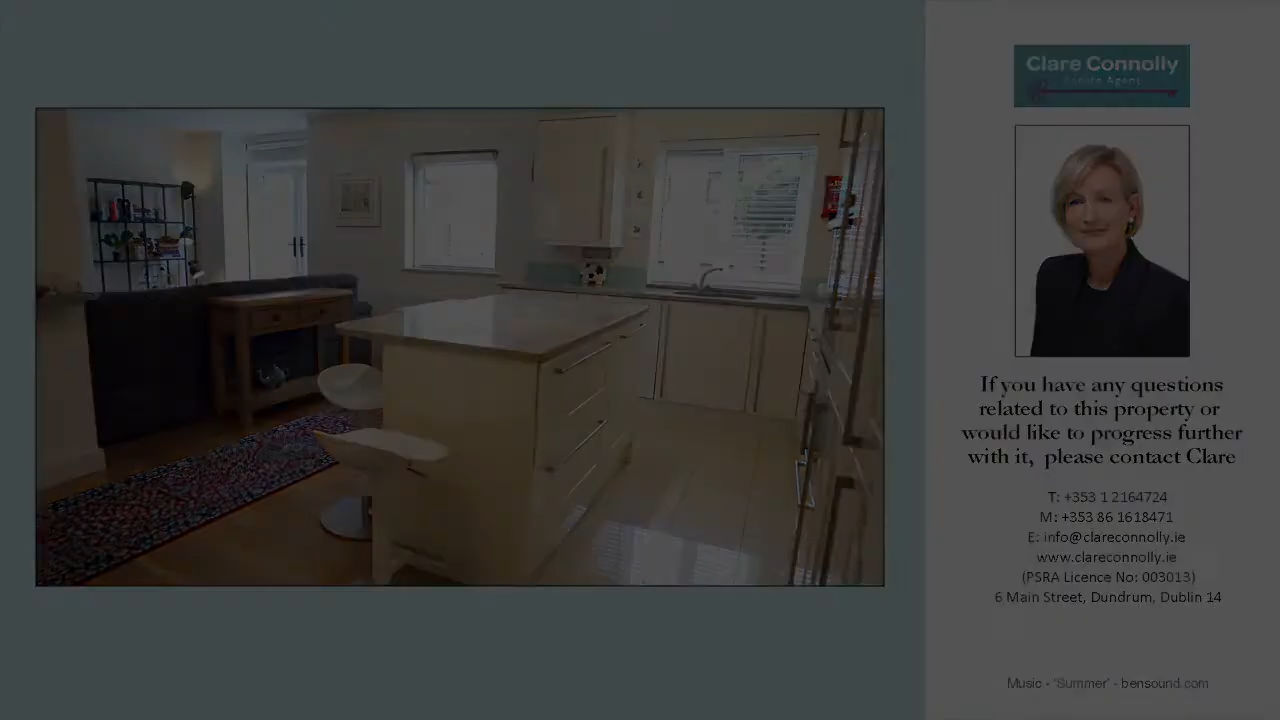 Clare Connolly
Estate Agent
If you have any questions
related to this property or
would like to progress further
with it, please contact Clare
T: +353 1 2164724
M: +353 86 1618471
E: info@clareconnolly.ie
www.clareconnolly.ie
(PSRA Licence No: 003013)
6 Main Street, Dundrum, Dublin 14
Music - 'Summer' - bensound.com